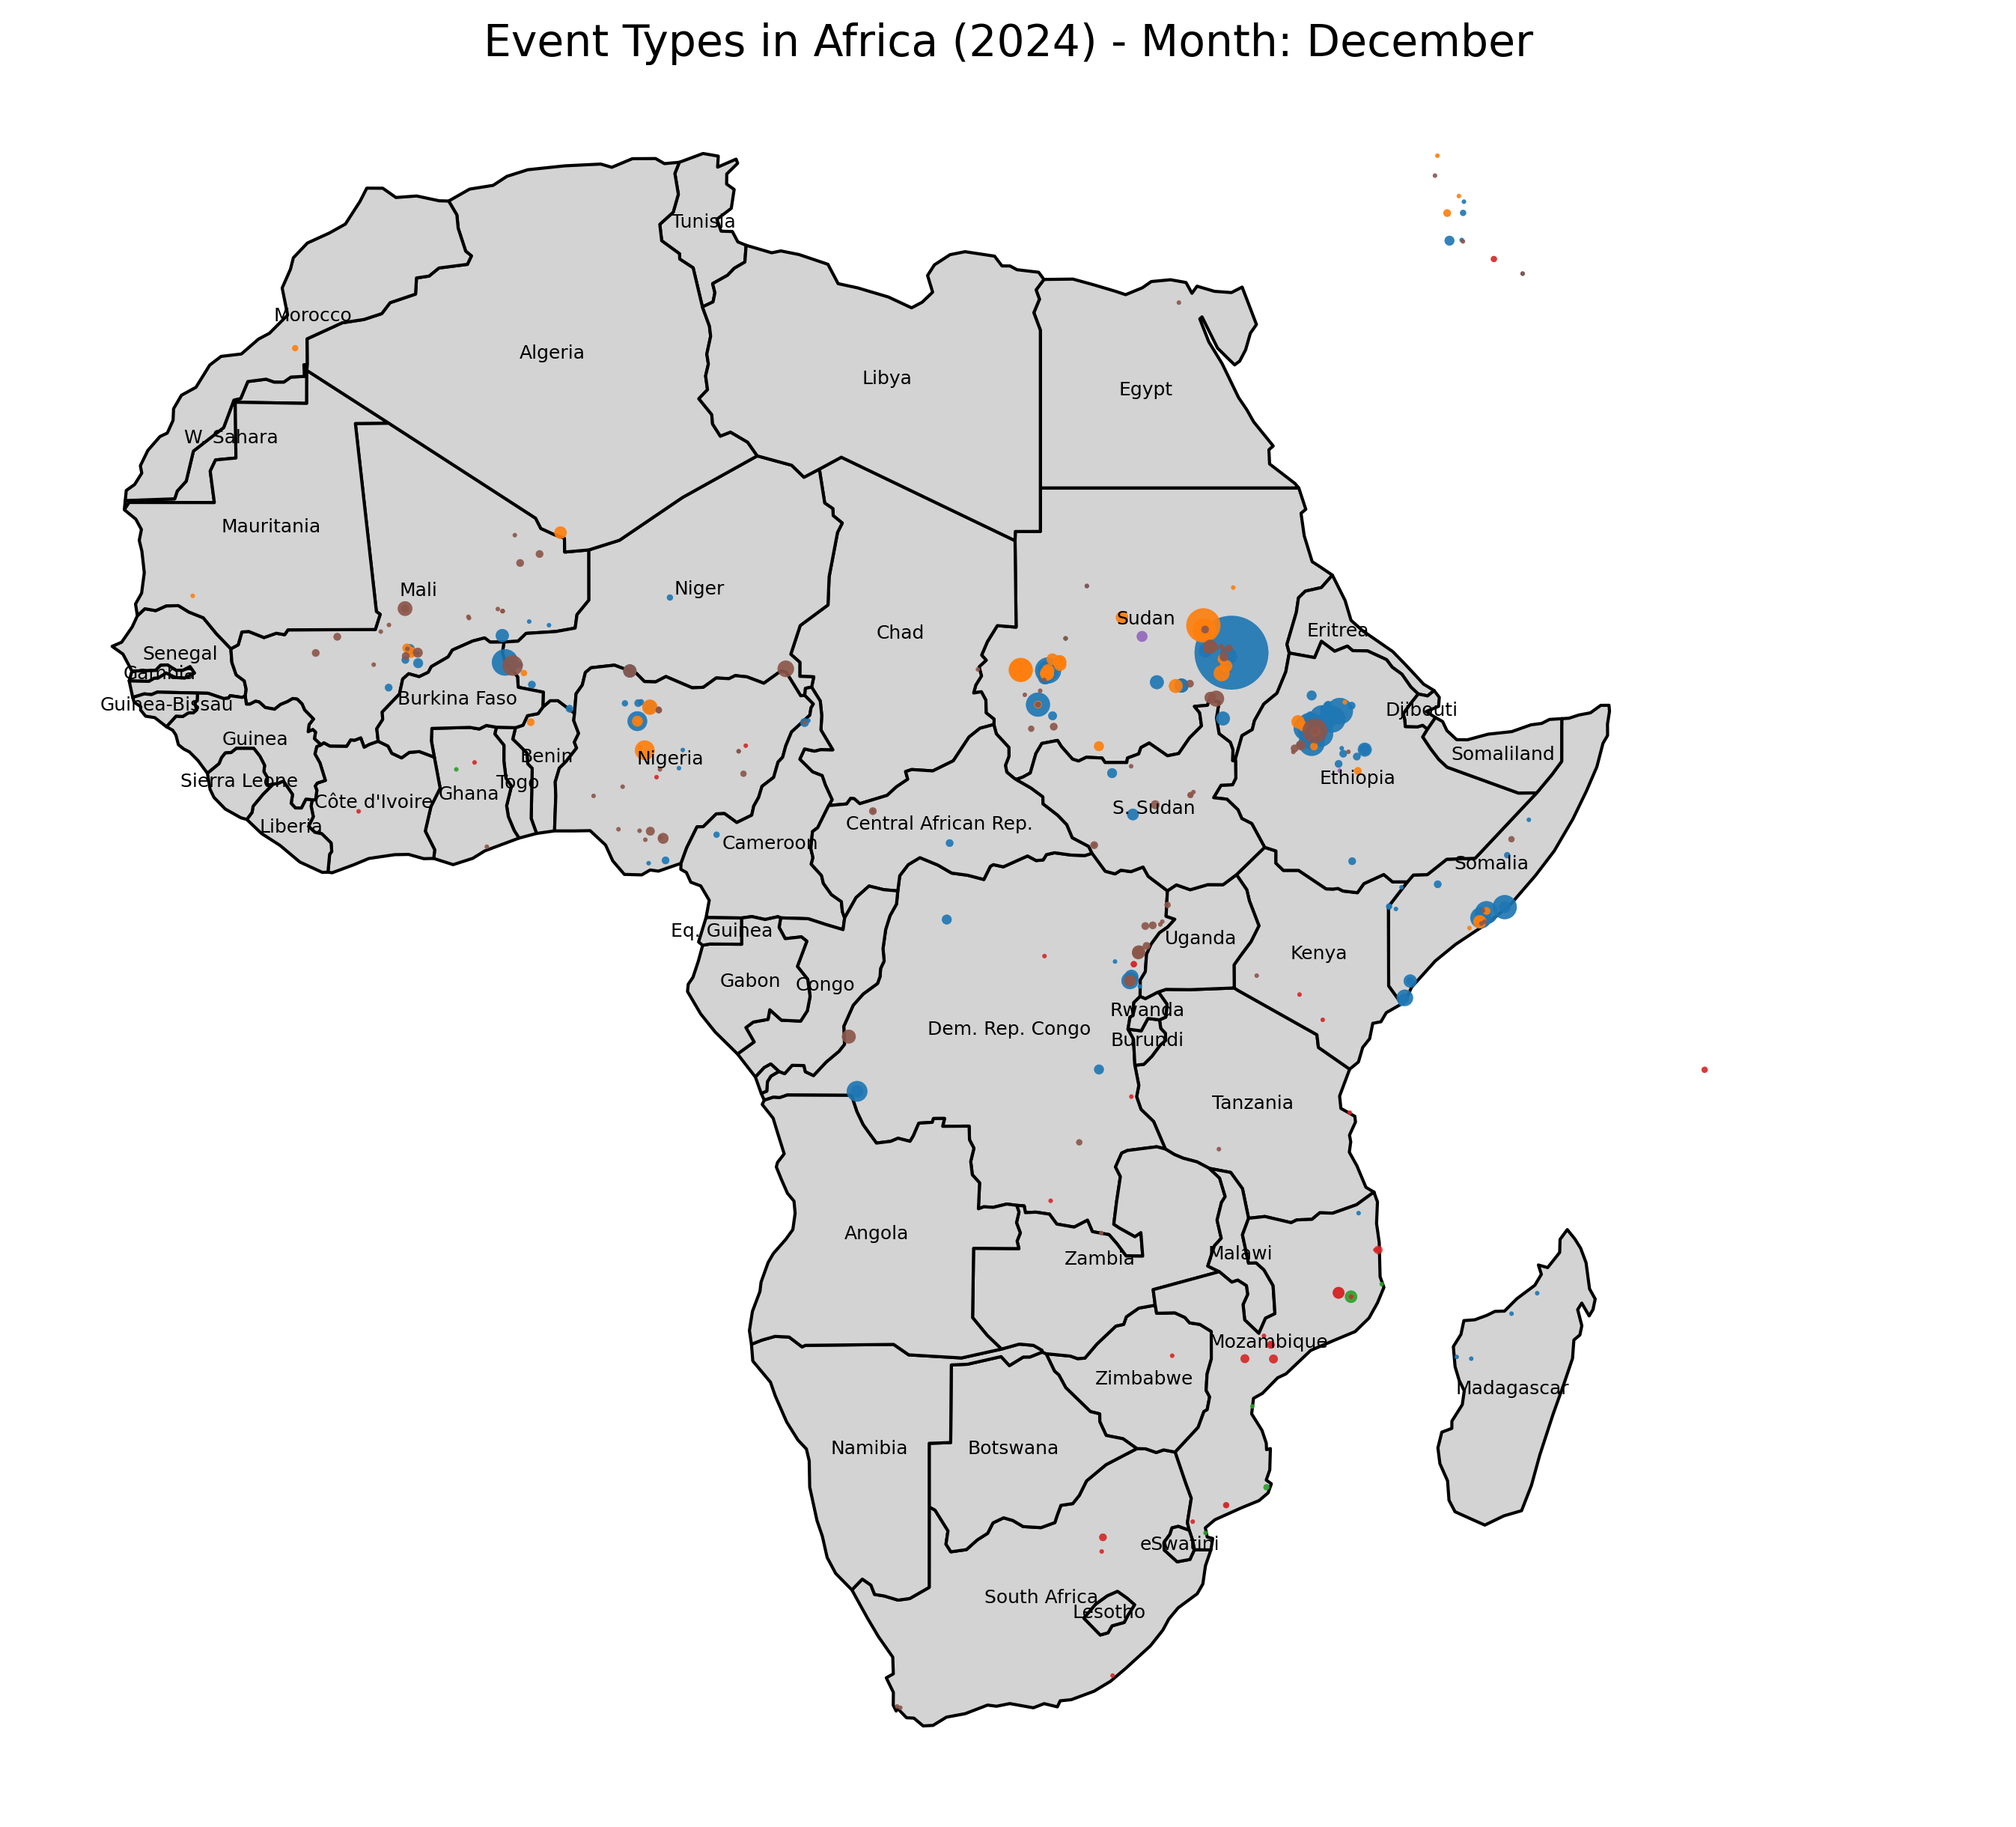 Event Types in Africa (2024) - Month: December
Tunisia
Morocco
Algeria
Libya
Egypt
W. Sahara
Mauritania
Mali
Niger
Chad
Sudan
Eritrea
Senegal
Gambia
Guinea-Bissau
Burkina Faso
Djibouti
Guinea
Benin
Nigeria
Somaliland
Sierra Leone
Togo
Ethiopia
Ghana
Côte d'Ivoire
S. Sudan
Liberia
Central African Rep.
Cameroon
Somalia
Eq. Guinea
Uganda
Kenya
Gabon
Congo
Rwanda
Dem. Rep. Congo
Burundi
Tanzania
Angola
Malawi
Zambia
Mozambique
Zimbabwe
Madagascar
Namibia
Botswana
eSwatini
South Africa
Lesotho